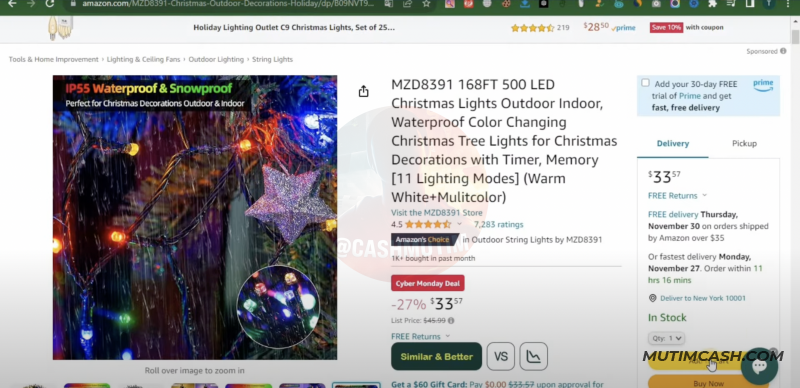 amazon.com/MZD8391-Christmas-Outdoor-Decorations-Holiday/dp/B09NVT9...
Holiday Lighting Outlet C9 Christmas Lights, Set of 25...
219
$28⁵⁰ prime
Save 10% with coupon
Sponsored
Tools & Home Improvement › Lighting & Ceiling Fans › Outdoor Lighting › String Lights
IP55 Waterproof & Snowproof
Perfect for Christmas Decorations Outdoor & Indoor
Roll over image to zoom in
MZD8391 168FT 500 LED
Christmas Lights Outdoor Indoor,
Waterproof Color Changing
Christmas Tree Lights for Christmas
Decorations with Timer, Memory
[11 Lighting Modes] (Warm
White+Mulitcolor)
Visit the MZD8391 Store
4.5 7,283 ratings
Amazon's Choice in Outdoor String Lights by MZD8391
1K+ bought in past month
@CASHMUTIM
Cyber Monday Deal
-27% $33⁵⁷
List Price: $45.99
FREE Returns
Similar & Better
VS
Get a $60 Gift Card: Pay $0.00 $33.57 upon approval for
Add your 30-day FREE
trial of Prime and get
fast, free delivery
prime
Delivery
Pickup
$33⁵⁷
FREE Returns
FREE delivery Thursday,
November 30 on orders shipped
by Amazon over $35
Or fastest delivery Monday,
November 27. Order within 11
hrs 16 mins
Deliver to New York 10001
In Stock
Qty: 1
MUTIMCASH.COM
Buy Now